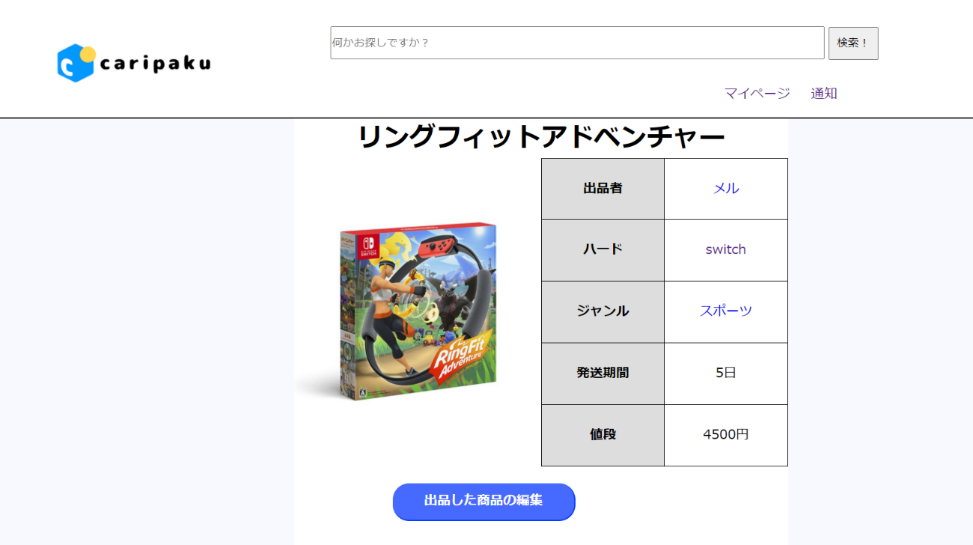 caripaku
何かお探しですか？
検索！
マイページ 通知
リングフィットアドベンチャー
出品者 メル
ハード switch
ジャンル スポーツ
発送期間 5日
値段 4500円
RingFit
Adventure
出品した商品の編集